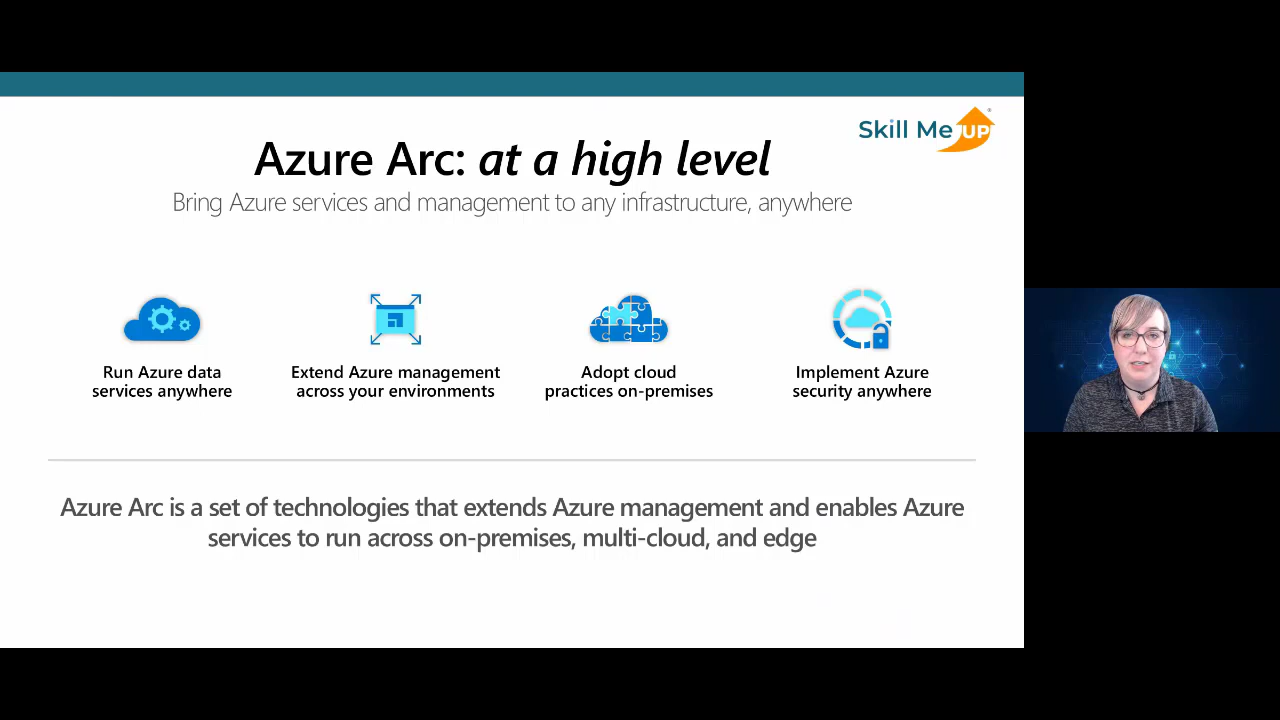 Skill Me UP
Azure Arc: at a high level
Bring Azure services and management to any infrastructure, anywhere
Run Azure data
services anywhere
Extend Azure management
across your environments
Adopt cloud
practices on-premises
Implement Azure
security anywhere
Azure Arc is a set of technologies that extends Azure management and enables Azure
services to run across on-premises, multi-cloud, and edge